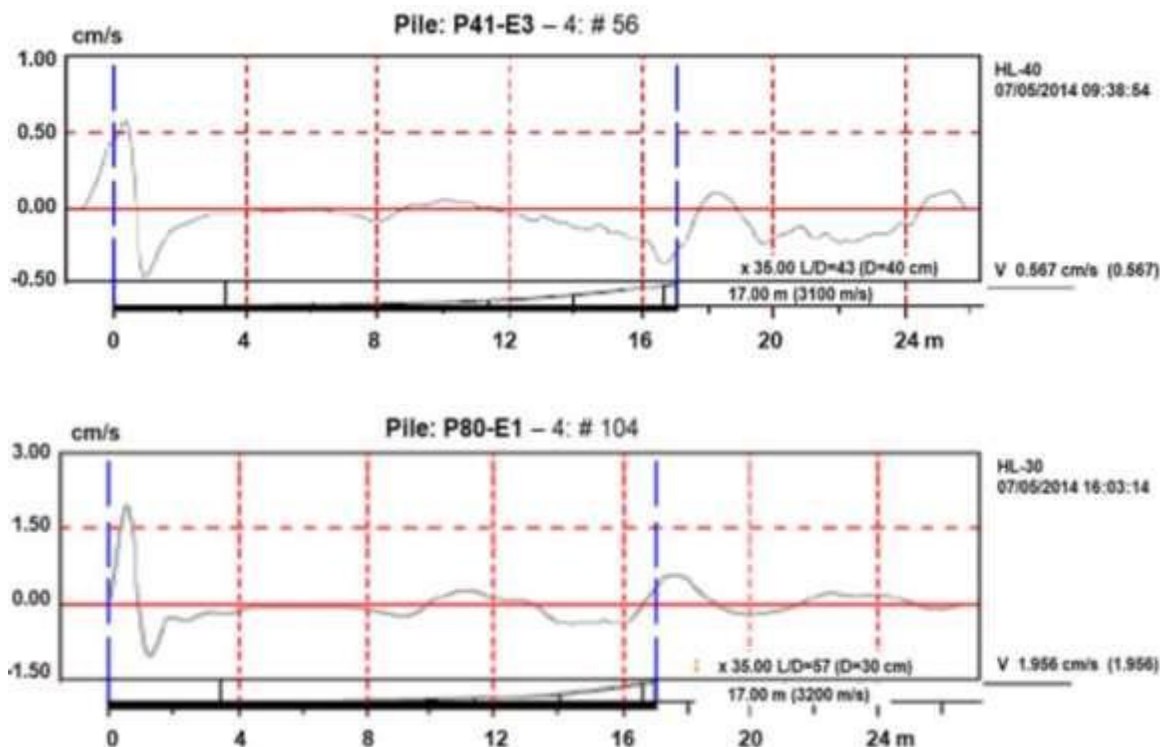 Pile: P41-E3 – 4: # 56
cm/s
1.00
0.50
0.00
-0.50
HL-40
07/05/2014 09:38:54
x 35.00 L/D=43 (D=40 cm)
V 0.567 cm/s (0.567)
17.00 m (3100 m/s)
0 4 8 12 16 20 24 m
Pile: P80-E1 – 4: # 104
cm/s
3.00
1.50
0.00
-1.50
HL-30
07/05/2014 16:03:14
x 35.00 L/D=57 (D=30 cm)
V 1.956 cm/s (1.956)
17.00 m (3200 m/s)
0 4 8 12 16 20 24 m